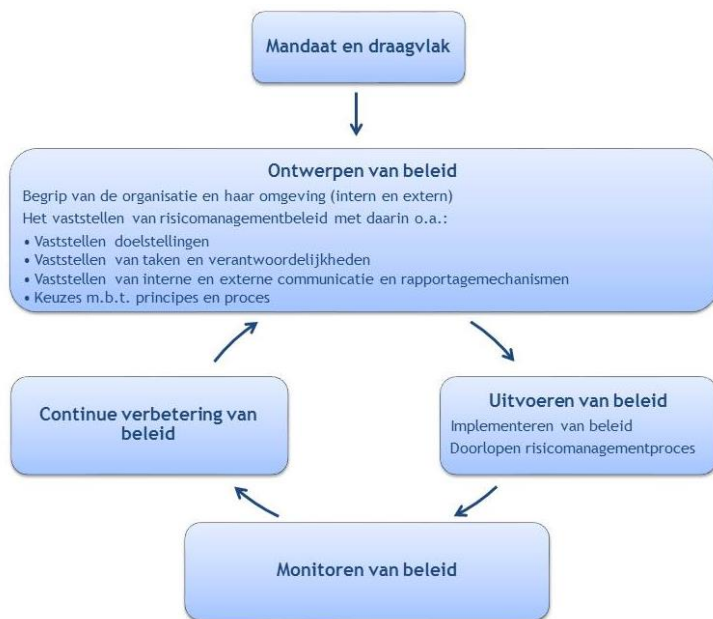 Mandaat en draagvlak
Ontwerpen van beleid
Begrip van de organisatie en haar omgeving (intern en extern)
Het vaststellen van risicomanagementbeleid met daarin o.a.:
• Vaststellen doelstellingen
• Vaststellen van taken en verantwoordelijkheden
• Vaststellen van interne en externe communicatie en rapportagemechanismen
• Keuzes m.b.t. principes en proces
Continue verbetering van
beleid
Uitvoeren van beleid
Implementeren van beleid
Doorlopen risicomanagementproces
Monitoren van beleid